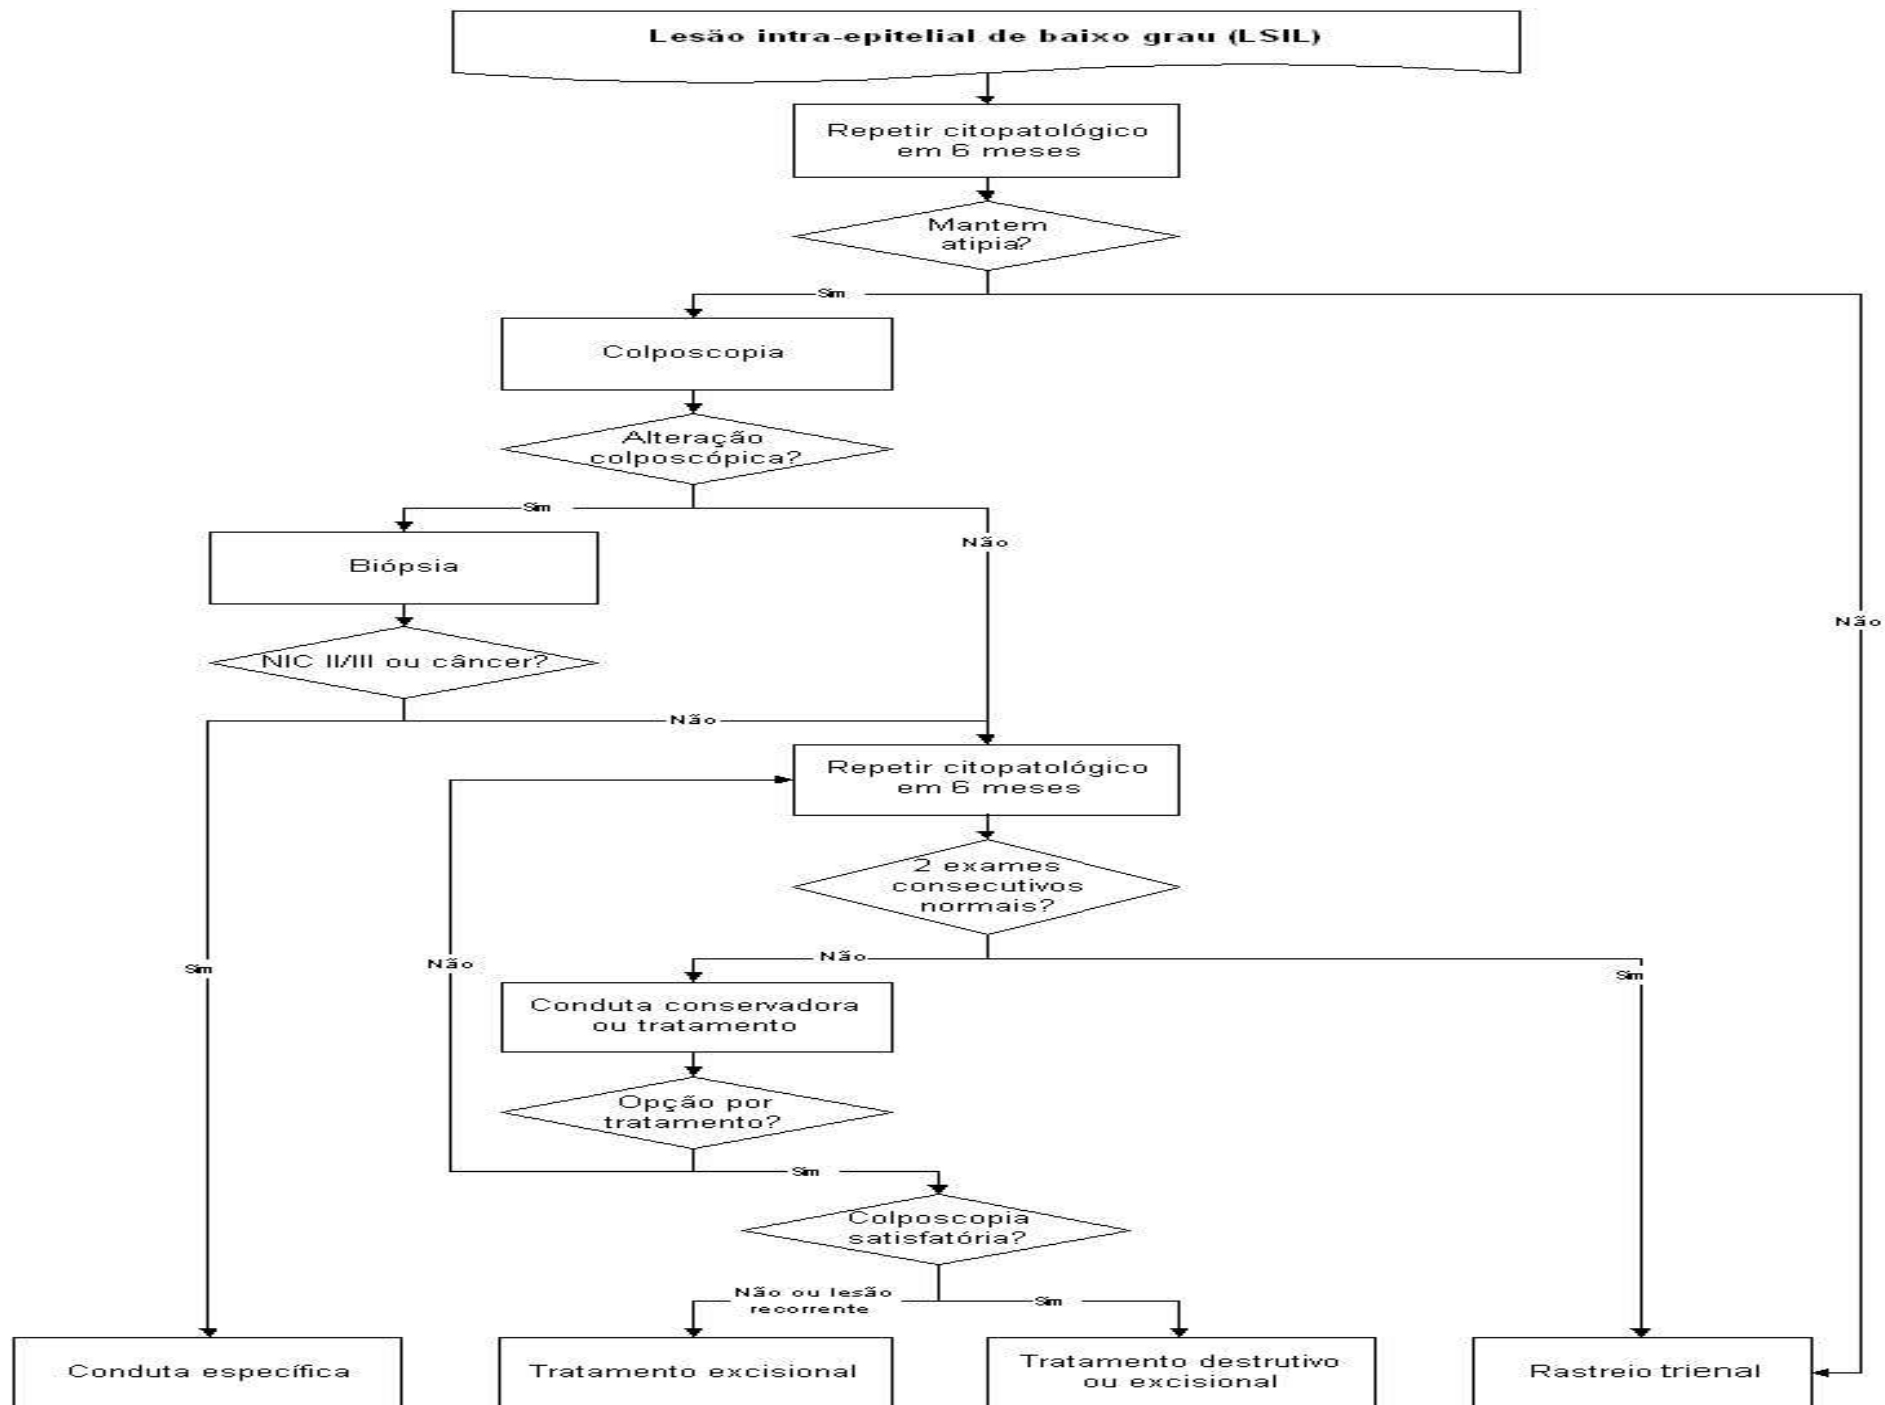 Lesão intra-epitelial de baixo grau (LSIL)
Repetir citopatológico
em 6 meses
Mantem
atipia?
Sim
Colposcopia
Alteração
colposcópica?
Sim
Não
Biópsia
Não
NIC II/III ou câncer?
Não
Repetir citopatológico
em 6 meses
2 exames
consecutivos
normais?
Sim
Não
Não
Sim
Conduta conservadora
ou tratamento
Opção por
tratamento?
Sim
Colposcopia
satisfatória?
Não ou lesão
recorrente
Sim
Conduta específica
Tratamento excisional
Tratamento destrutivo
ou excisional
Rastreio trienal